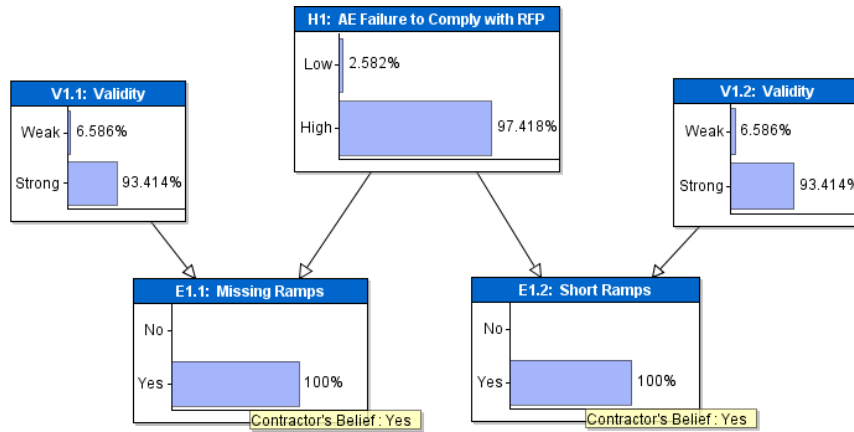 H1: AE Failure to Comply with RFP
Low
2.582%
High
97.418%
V1.1: Validity
Weak
6.586%
Strong
93.414%
V1.2: Validity
Weak
6.586%
Strong
93.414%
E1.1: Missing Ramps
No
Yes
100%
Contractor's Belief : Yes
E1.2: Short Ramps
No
Yes
100%
Contractor's Belief : Yes